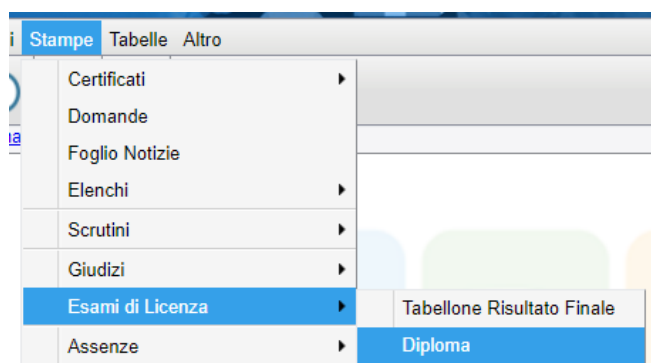 i Stampe Tabelle Altro
Certificati
Domande
Foglio Notizie
Elenchi
Scrutini
Giudizi
Esami di Licenza
Tabellone Risultato Finale
Assenze
Diploma